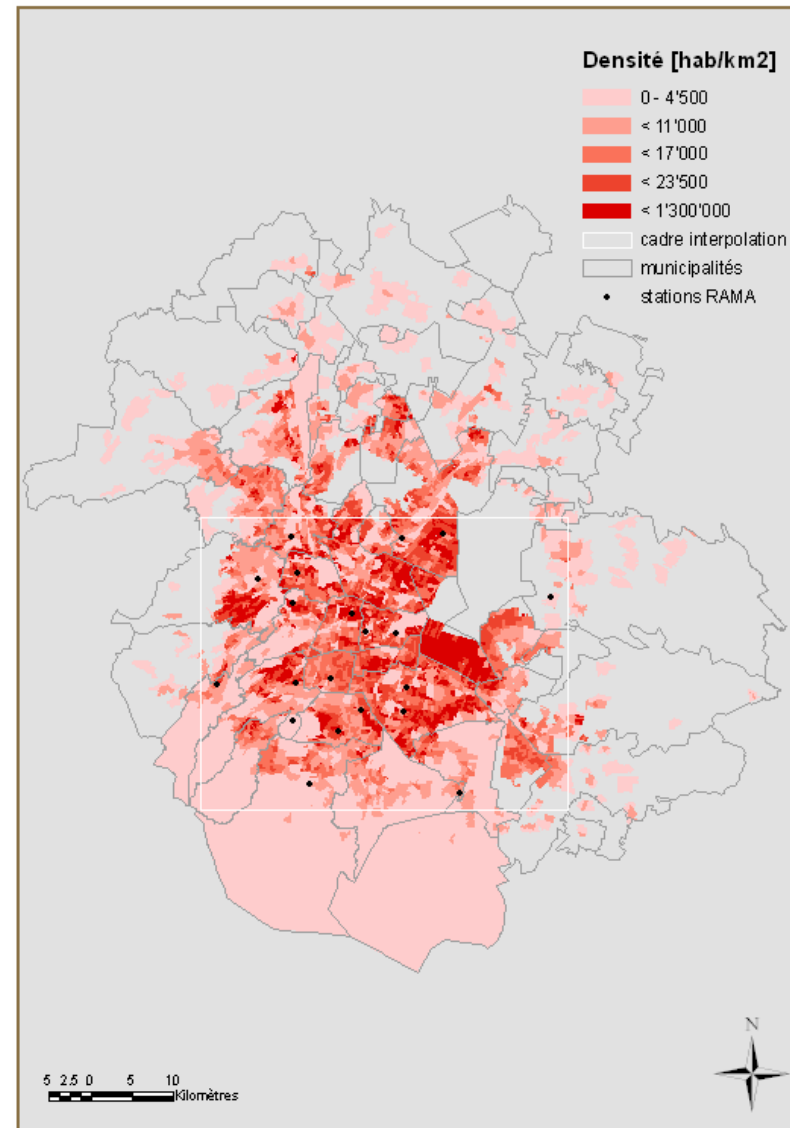 Densité [hab/km2]
0 - 4'500
< 11'000
< 17'000
< 23'500
< 1'300'000
cadre interpolation
municipalités
stations RAMA
N
5 2.5 0 5 10
Kilomètres